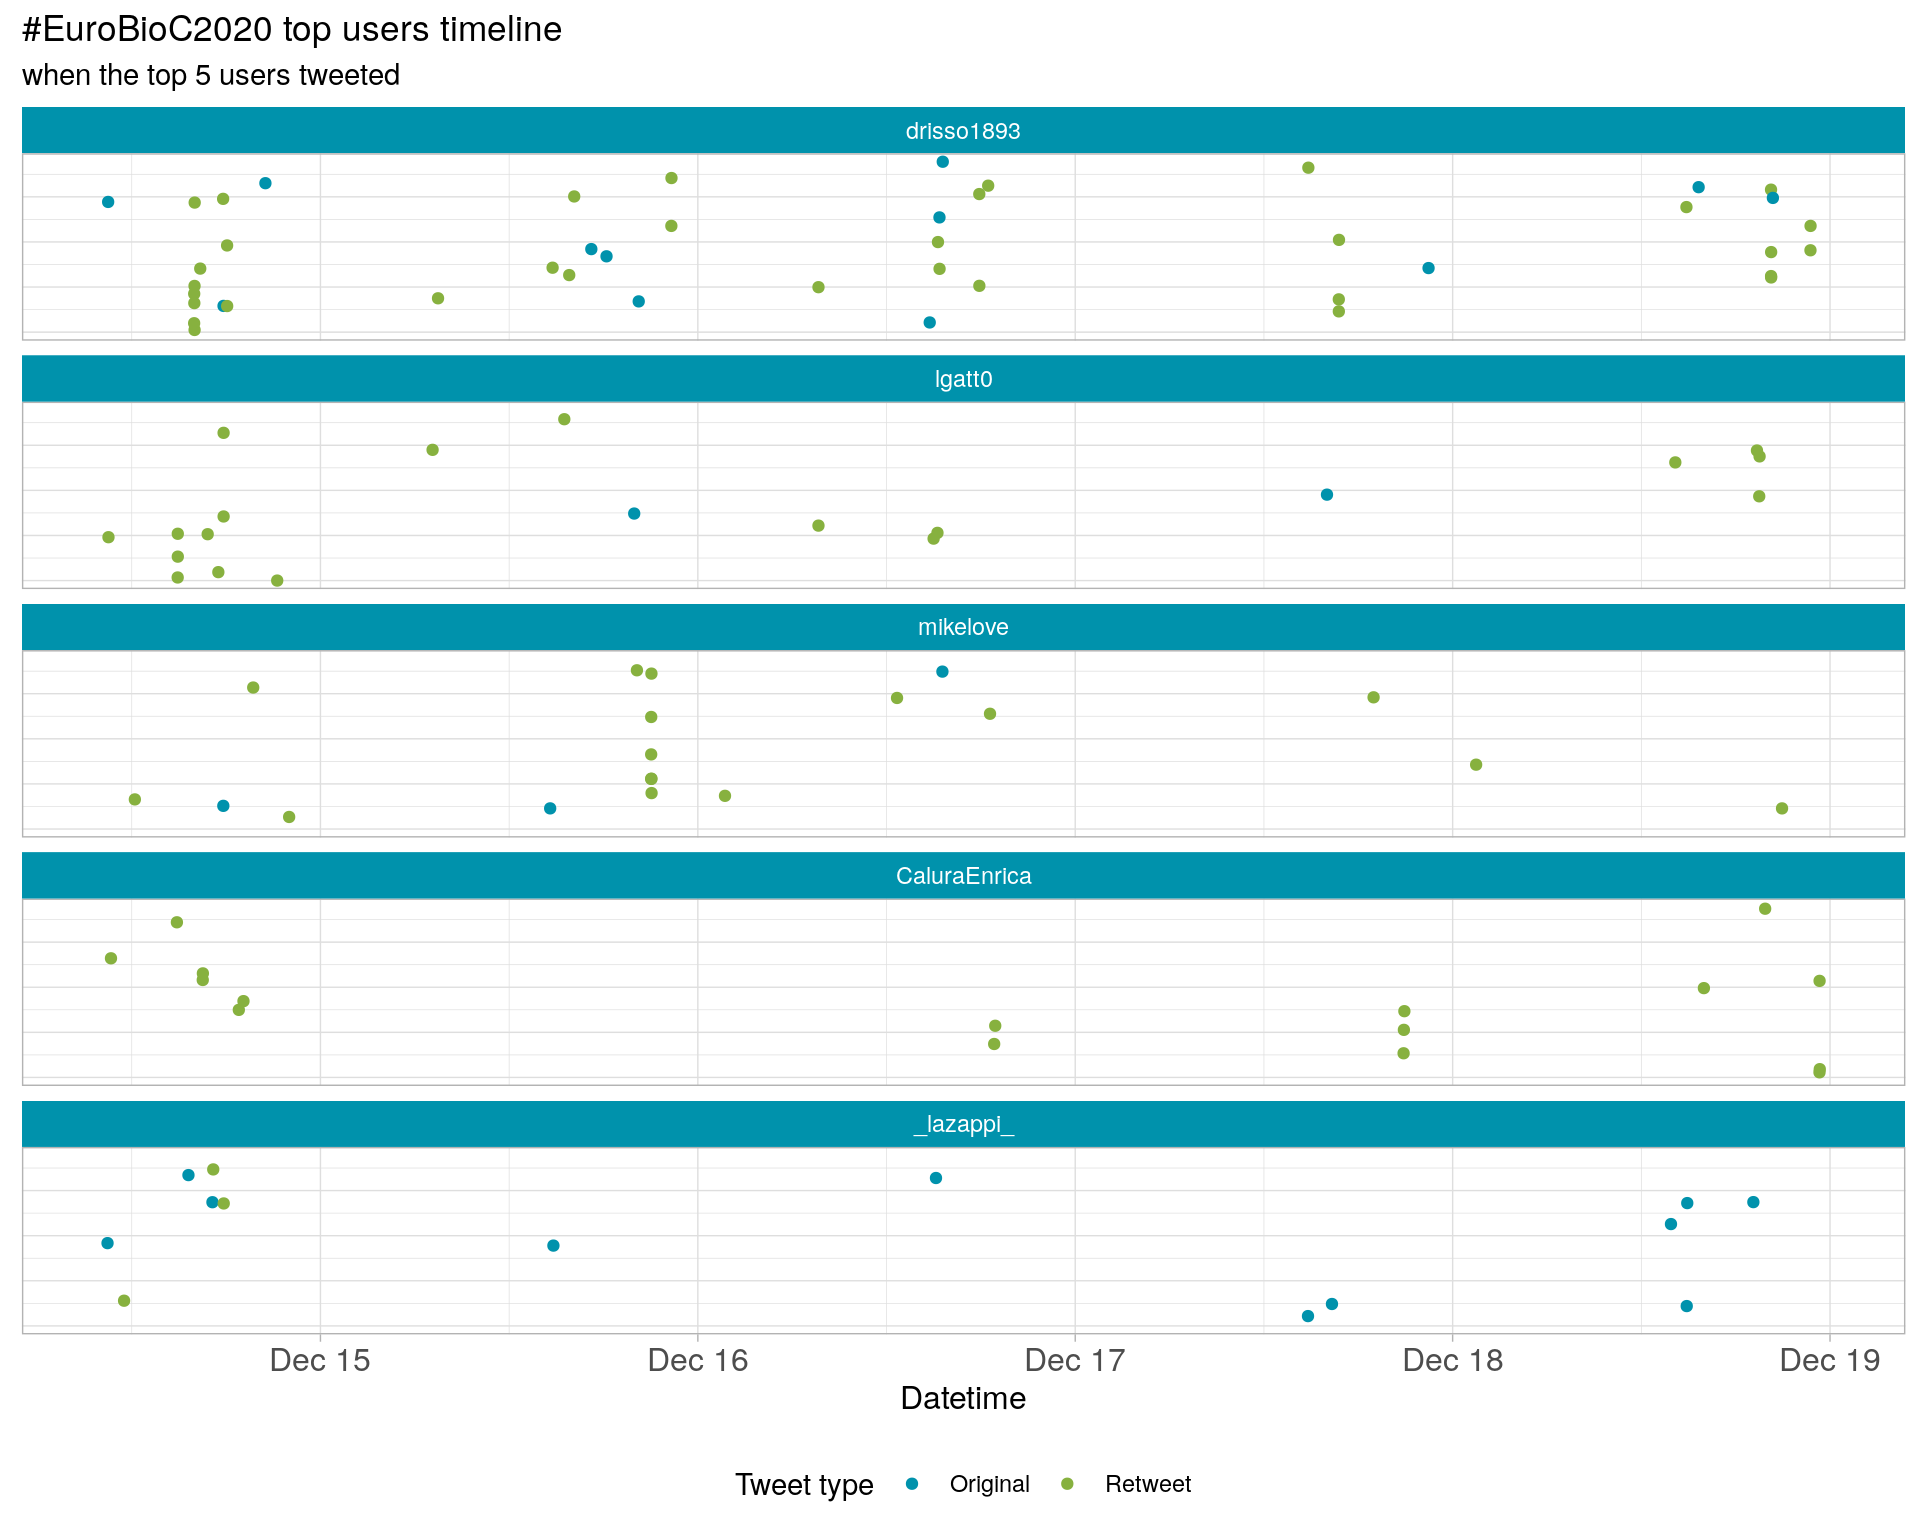 #EuroBioC2020 top users timeline
when the top 5 users tweeted
drisso1893
lgatt0
mikelove
CaluraEnrica
_lazappi_
Dec 15 Dec 16 Dec 17 Dec 18 Dec 19
Datetime
Tweet type Original Retweet